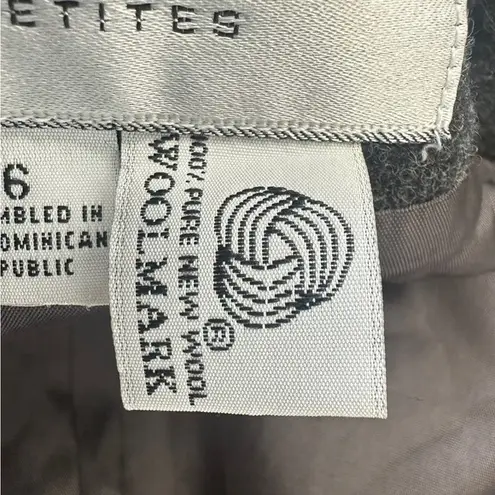 ETITES
6
MBLED IN
OMINICAN
PUBLIC
100% PURE NEW WOOL
WOOLMARK